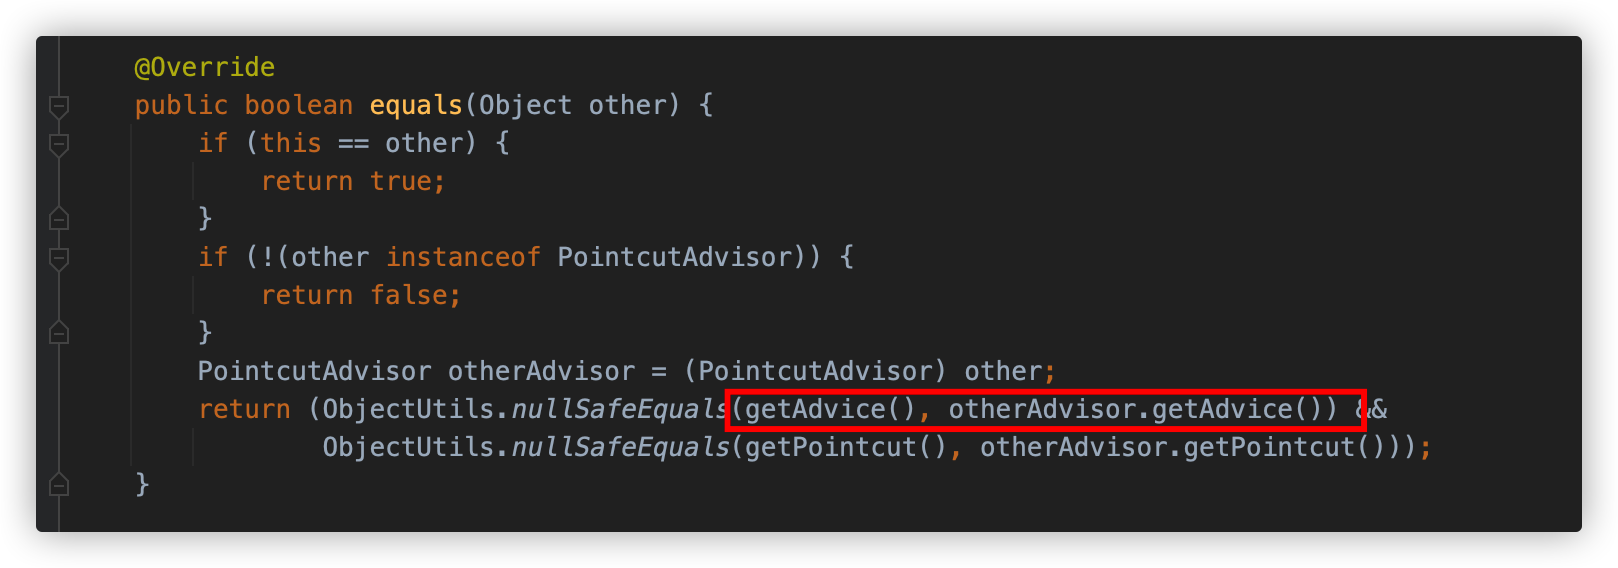 @Override
public boolean equals(Object other) {
    if (this == other) {
        return true;
    }
    if (!(other instanceof PointcutAdvisor)) {
        return false;
    }
    PointcutAdvisor otherAdvisor = (PointcutAdvisor) other;
    return (ObjectUtils.nullSafeEquals(getAdvice(), otherAdvisor.getAdvice()) &&
            ObjectUtils.nullSafeEquals(getPointcut(), otherAdvisor.getPointcut()));
}